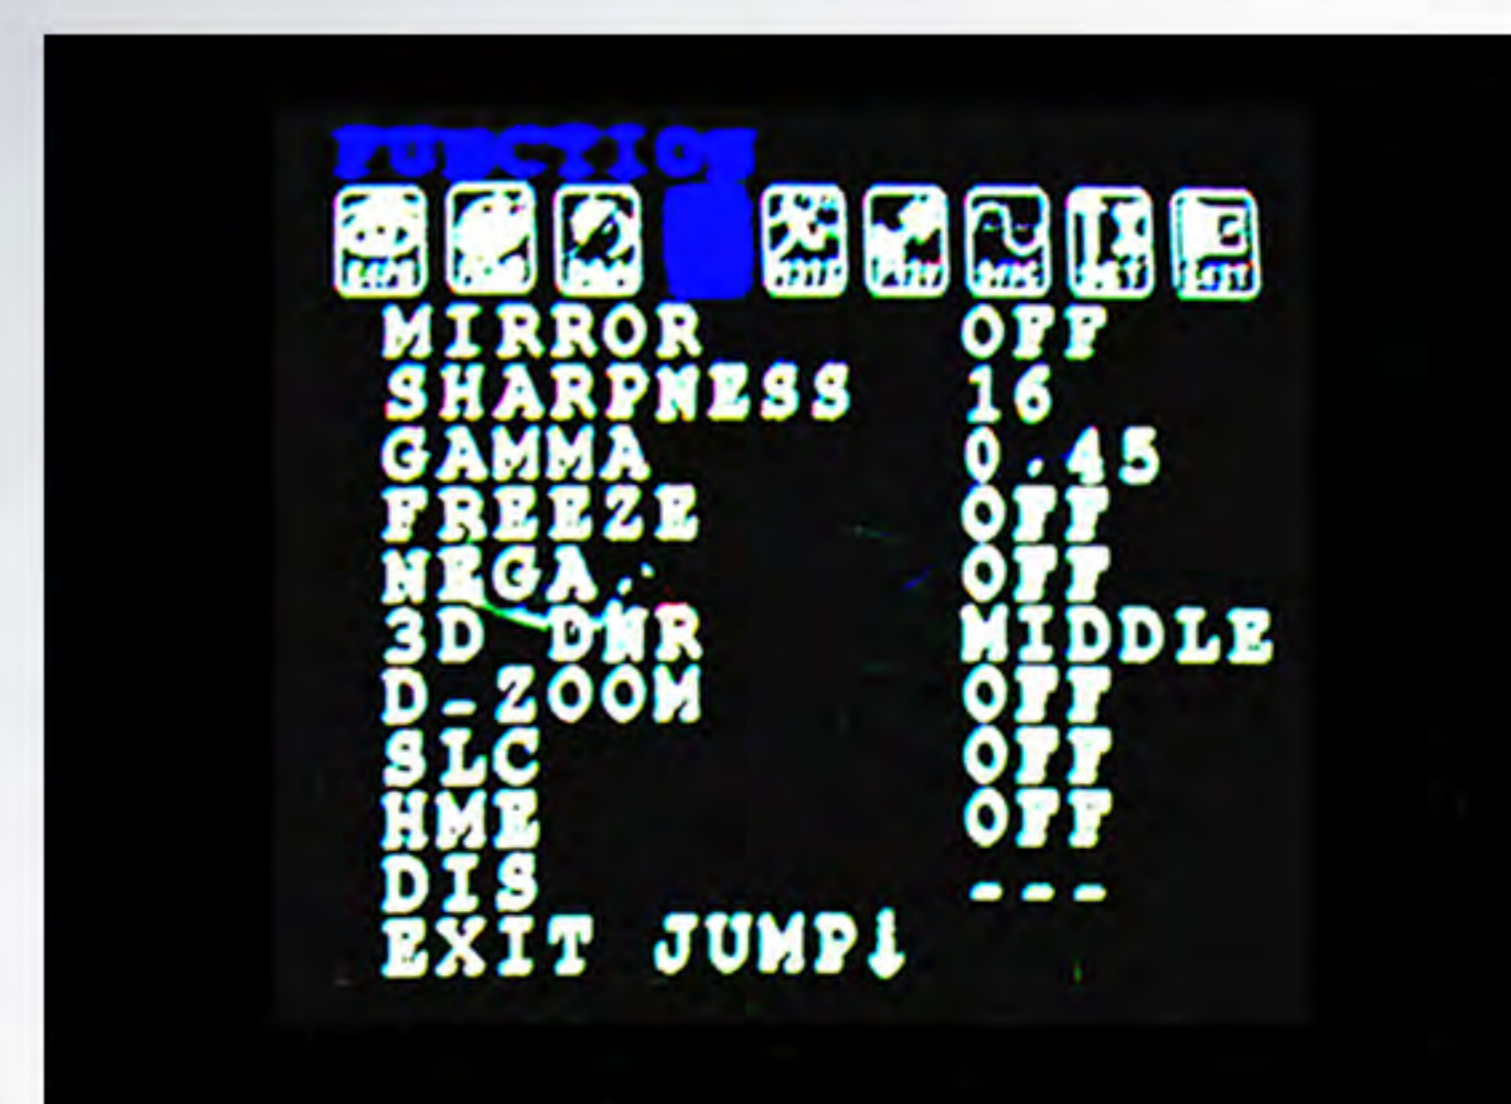 FUNCTION
MIRROR OFF
SHARPNESS 16
GAMMA 0.45
FREEZE OFF
NEGA. OFF
3D DNR MIDDLE
D-ZOOM OFF
SLC OFF
HME OFF
DIS ---
EXIT JUMP↓